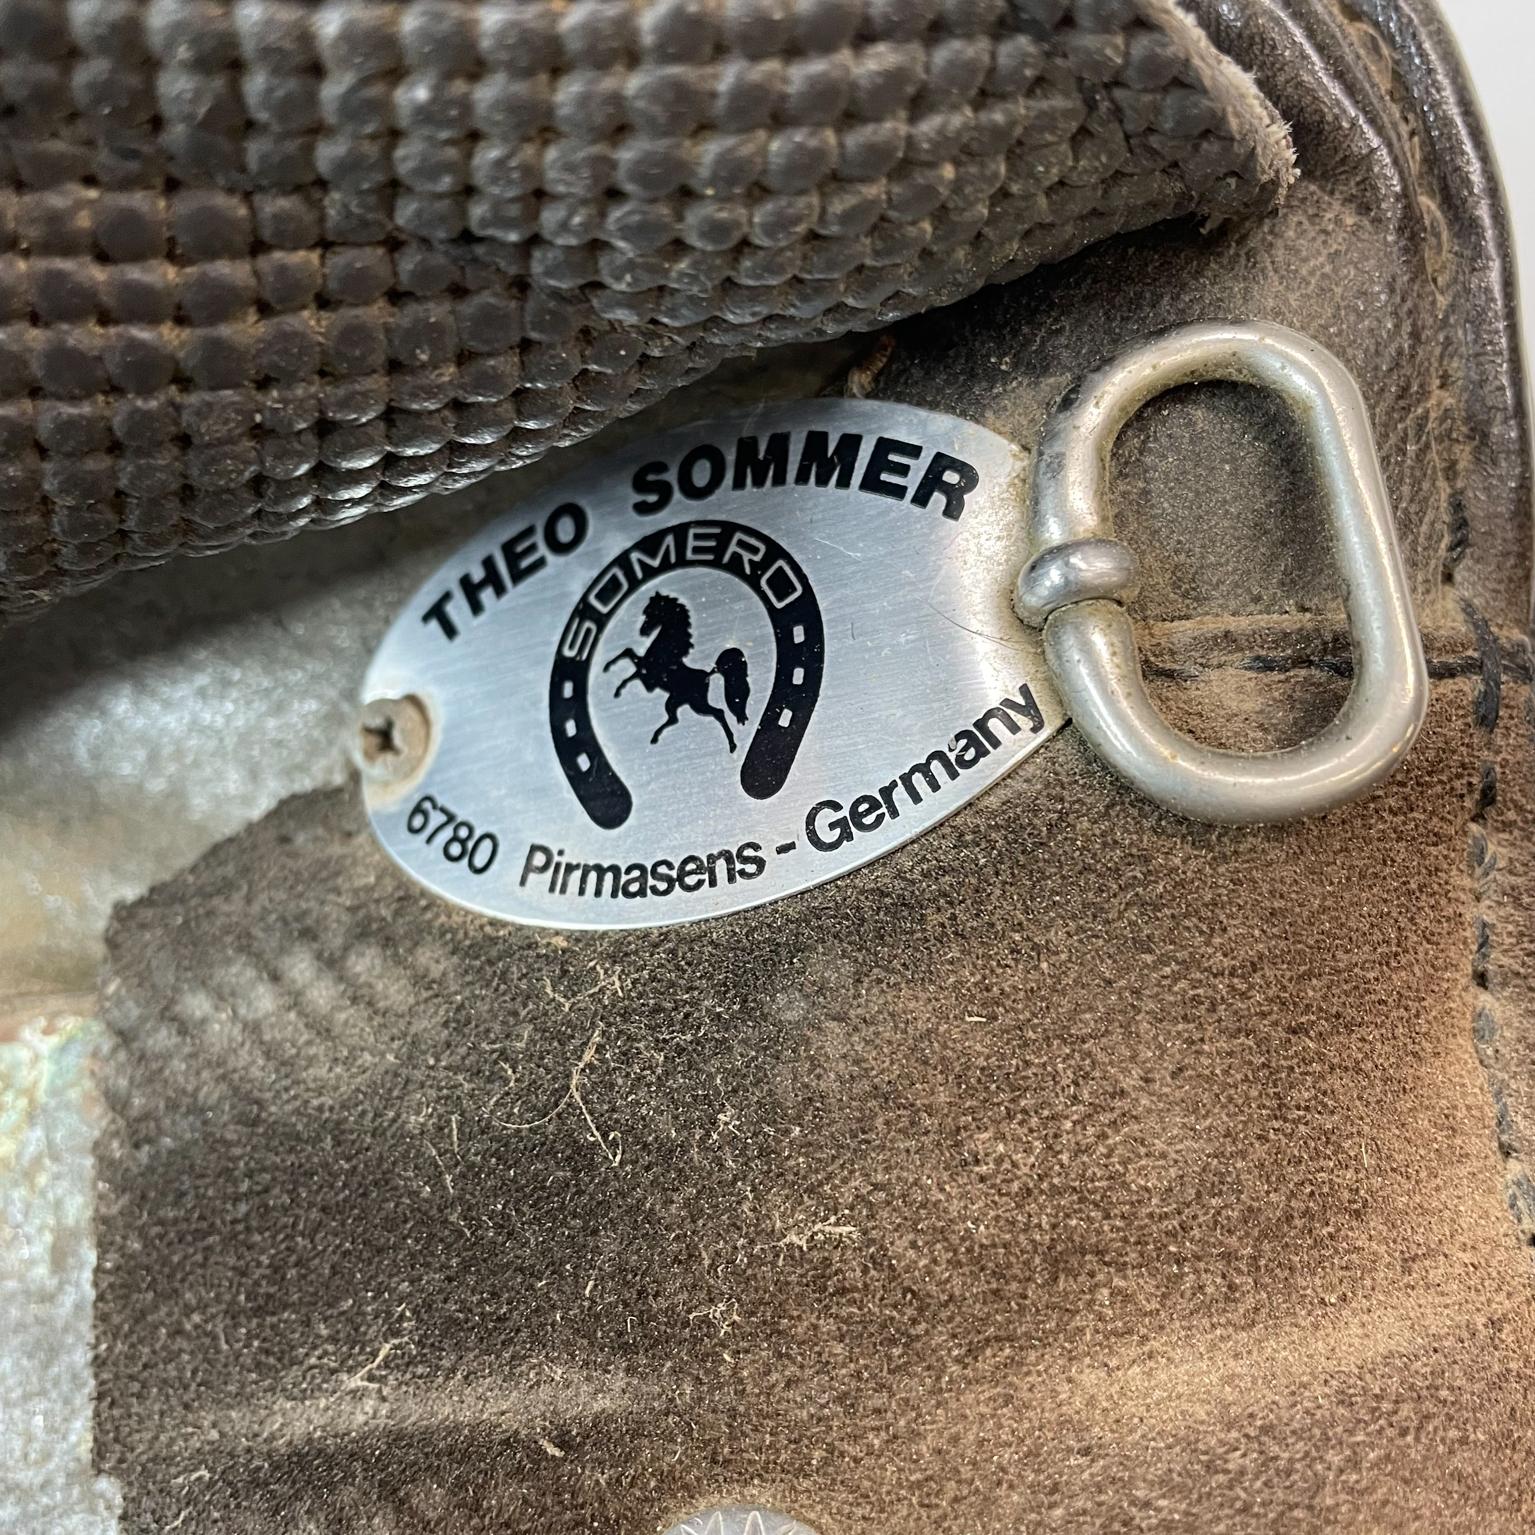 THEO SOMMER
SOMERO
6780 Pirmasens - Germany